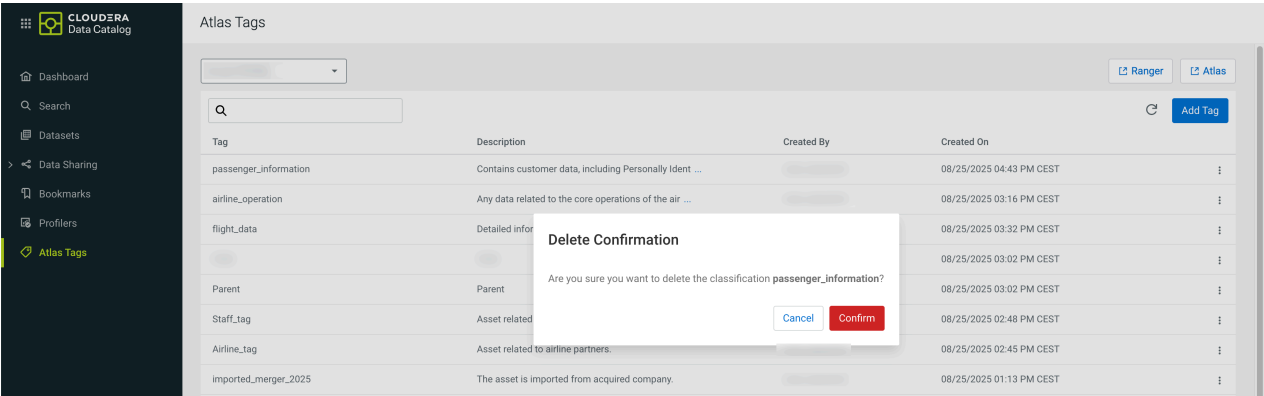 CLOUDERA
Data Catalog
Dashboard
Search
Datasets
Data Sharing
Bookmarks
Profilers
Atlas Tags
Atlas Tags
Ranger Atlas
Add Tag
Tag Description Created By Created On
passenger_information Contains customer data, including Personally Ident ... 08/25/2025 04:43 PM CEST
airline_operation Any data related to the core operations of the air ... 08/25/2025 03:16 PM CEST
flight_data Detailed infor 08/25/2025 03:32 PM CEST
08/25/2025 03:02 PM CEST
Parent Parent 08/25/2025 03:02 PM CEST
Staff_tag Asset related 08/25/2025 02:48 PM CEST
Airline_tag Asset related to airline partners. 08/25/2025 02:45 PM CEST
imported_merger_2025 The asset is imported from acquired company. 08/25/2025 01:13 PM CEST
Delete Confirmation
Are you sure you want to delete the classification passenger_information?
Cancel Confirm